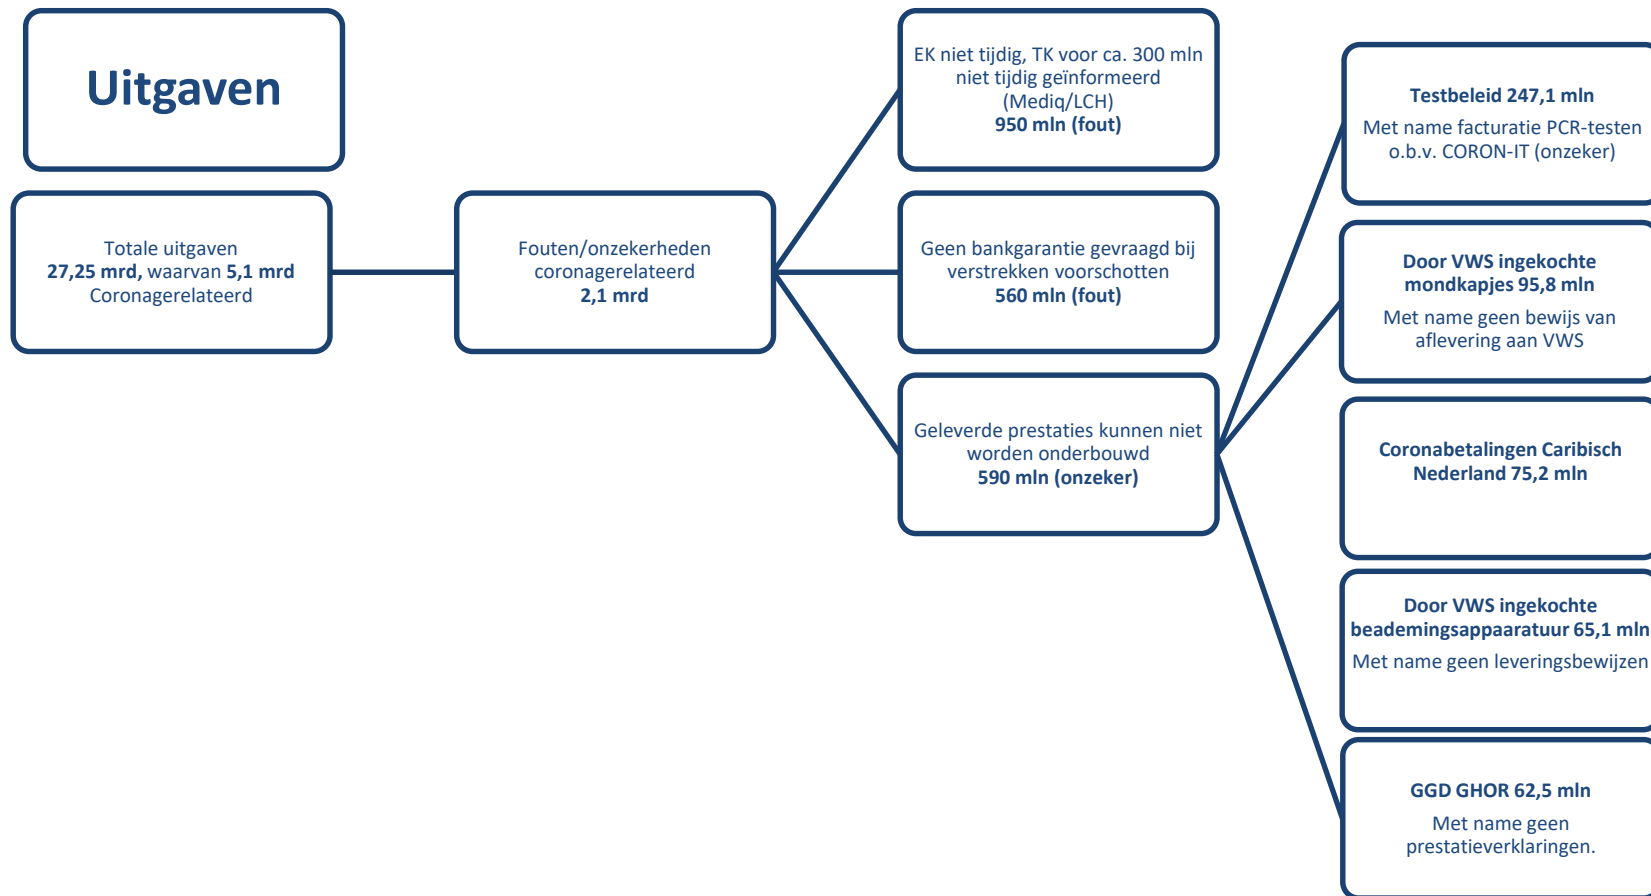 Uitgaven
Totale uitgaven
27,25 mrd, waarvan 5,1 mrd
Coronagerelateerd
Fouten/onzekerheden
coronagerelateerd
2,1 mrd
EK niet tijdig, TK voor ca. 300 mln
niet tijdig geïnformeerd
(Mediq/LCH)
950 mln (fout)
Geen bankgarantie gevraagd bij
verstrekken voorschotten
560 mln (fout)
Geleverde prestaties kunnen niet
worden onderbouwd
590 mln (onzeker)
Testbeleid 247,1 mln
Met name facturatie PCR-testen
o.b.v. CORON-IT (onzeker)
Door VWS ingekochte
mondkapjes 95,8 mln
Met name geen bewijs van
aflevering aan VWS
Coronabetalingen Caribisch
Nederland 75,2 mln
Door VWS ingekochte
beademingsappaaratuur 65,1 mln
Met name geen leveringsbewijzen
GGD GHOR 62,5 mln
Met name geen
prestatieverklaringen.